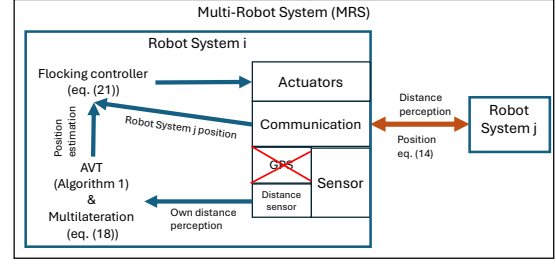 Multi-Robot System (MRS)
Robot System i
Flocking controller
(eq. (21))
Actuators
Robot System j position
Communication
Distance
perception
Position
eq. (14)
Robot
System j
Position
estimation
GPS
Sensor
Distance
sensor
AVT
(Algorithm 1)
&
Multilateration
(eq. (18))
Own distance
perception